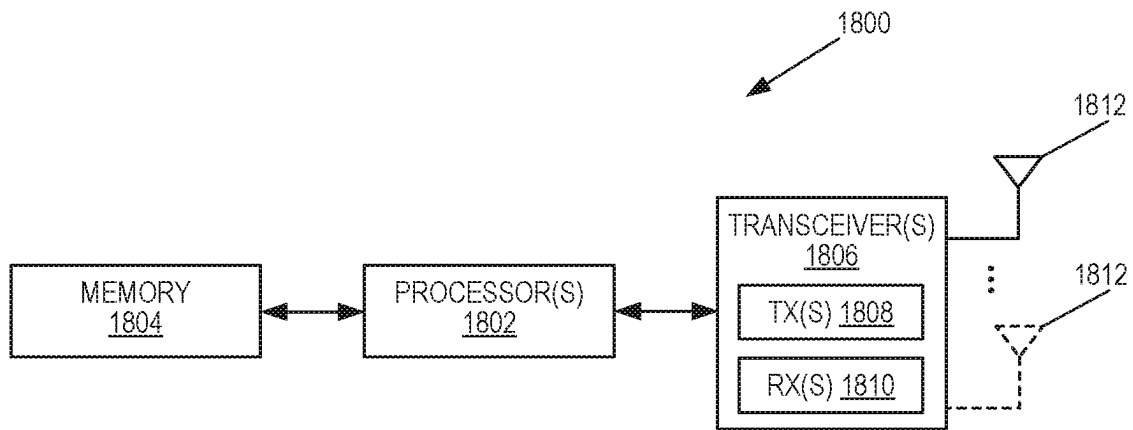 1800
1812
TRANSCEIVER(S)
1806
1812
MEMORY
1804
PROCESSOR(S)
1802
TX(S) 1808
RX(S) 1810